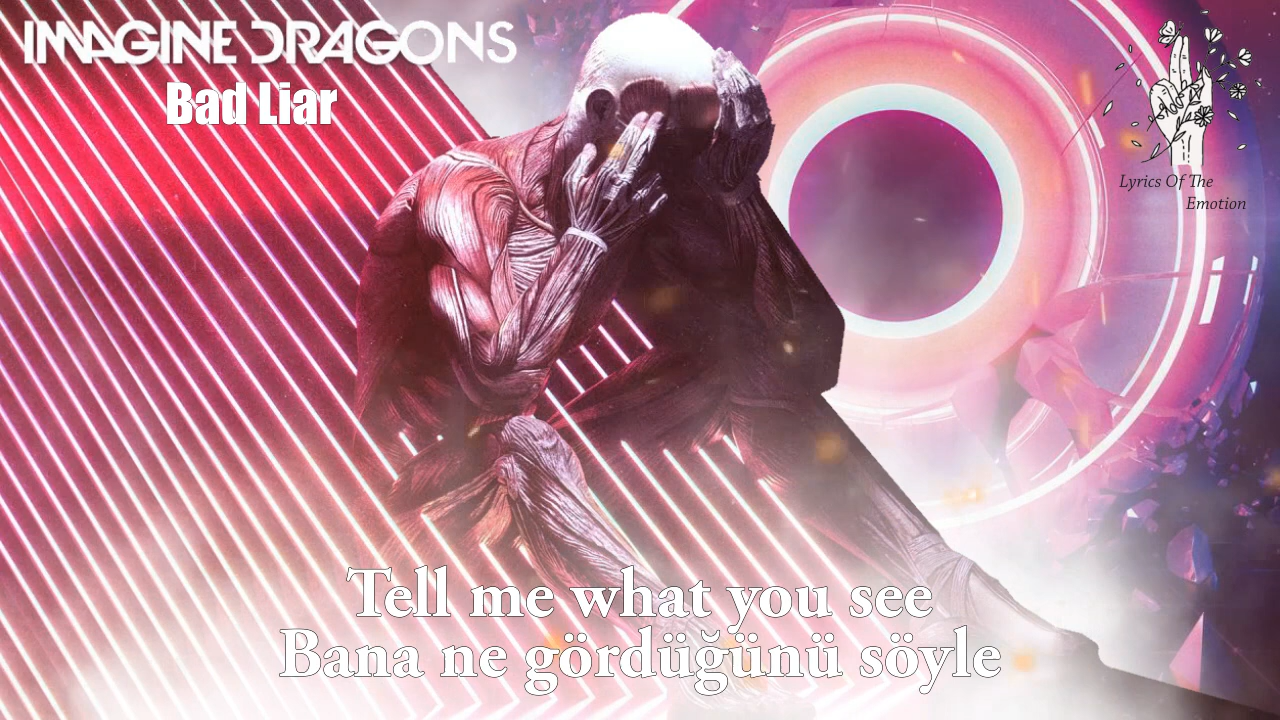 IMAGINE DRAGONS
Bad Liar
Lyrics Of The
Emotion
Tell me what you see
Bana ne gördüğünü söyle